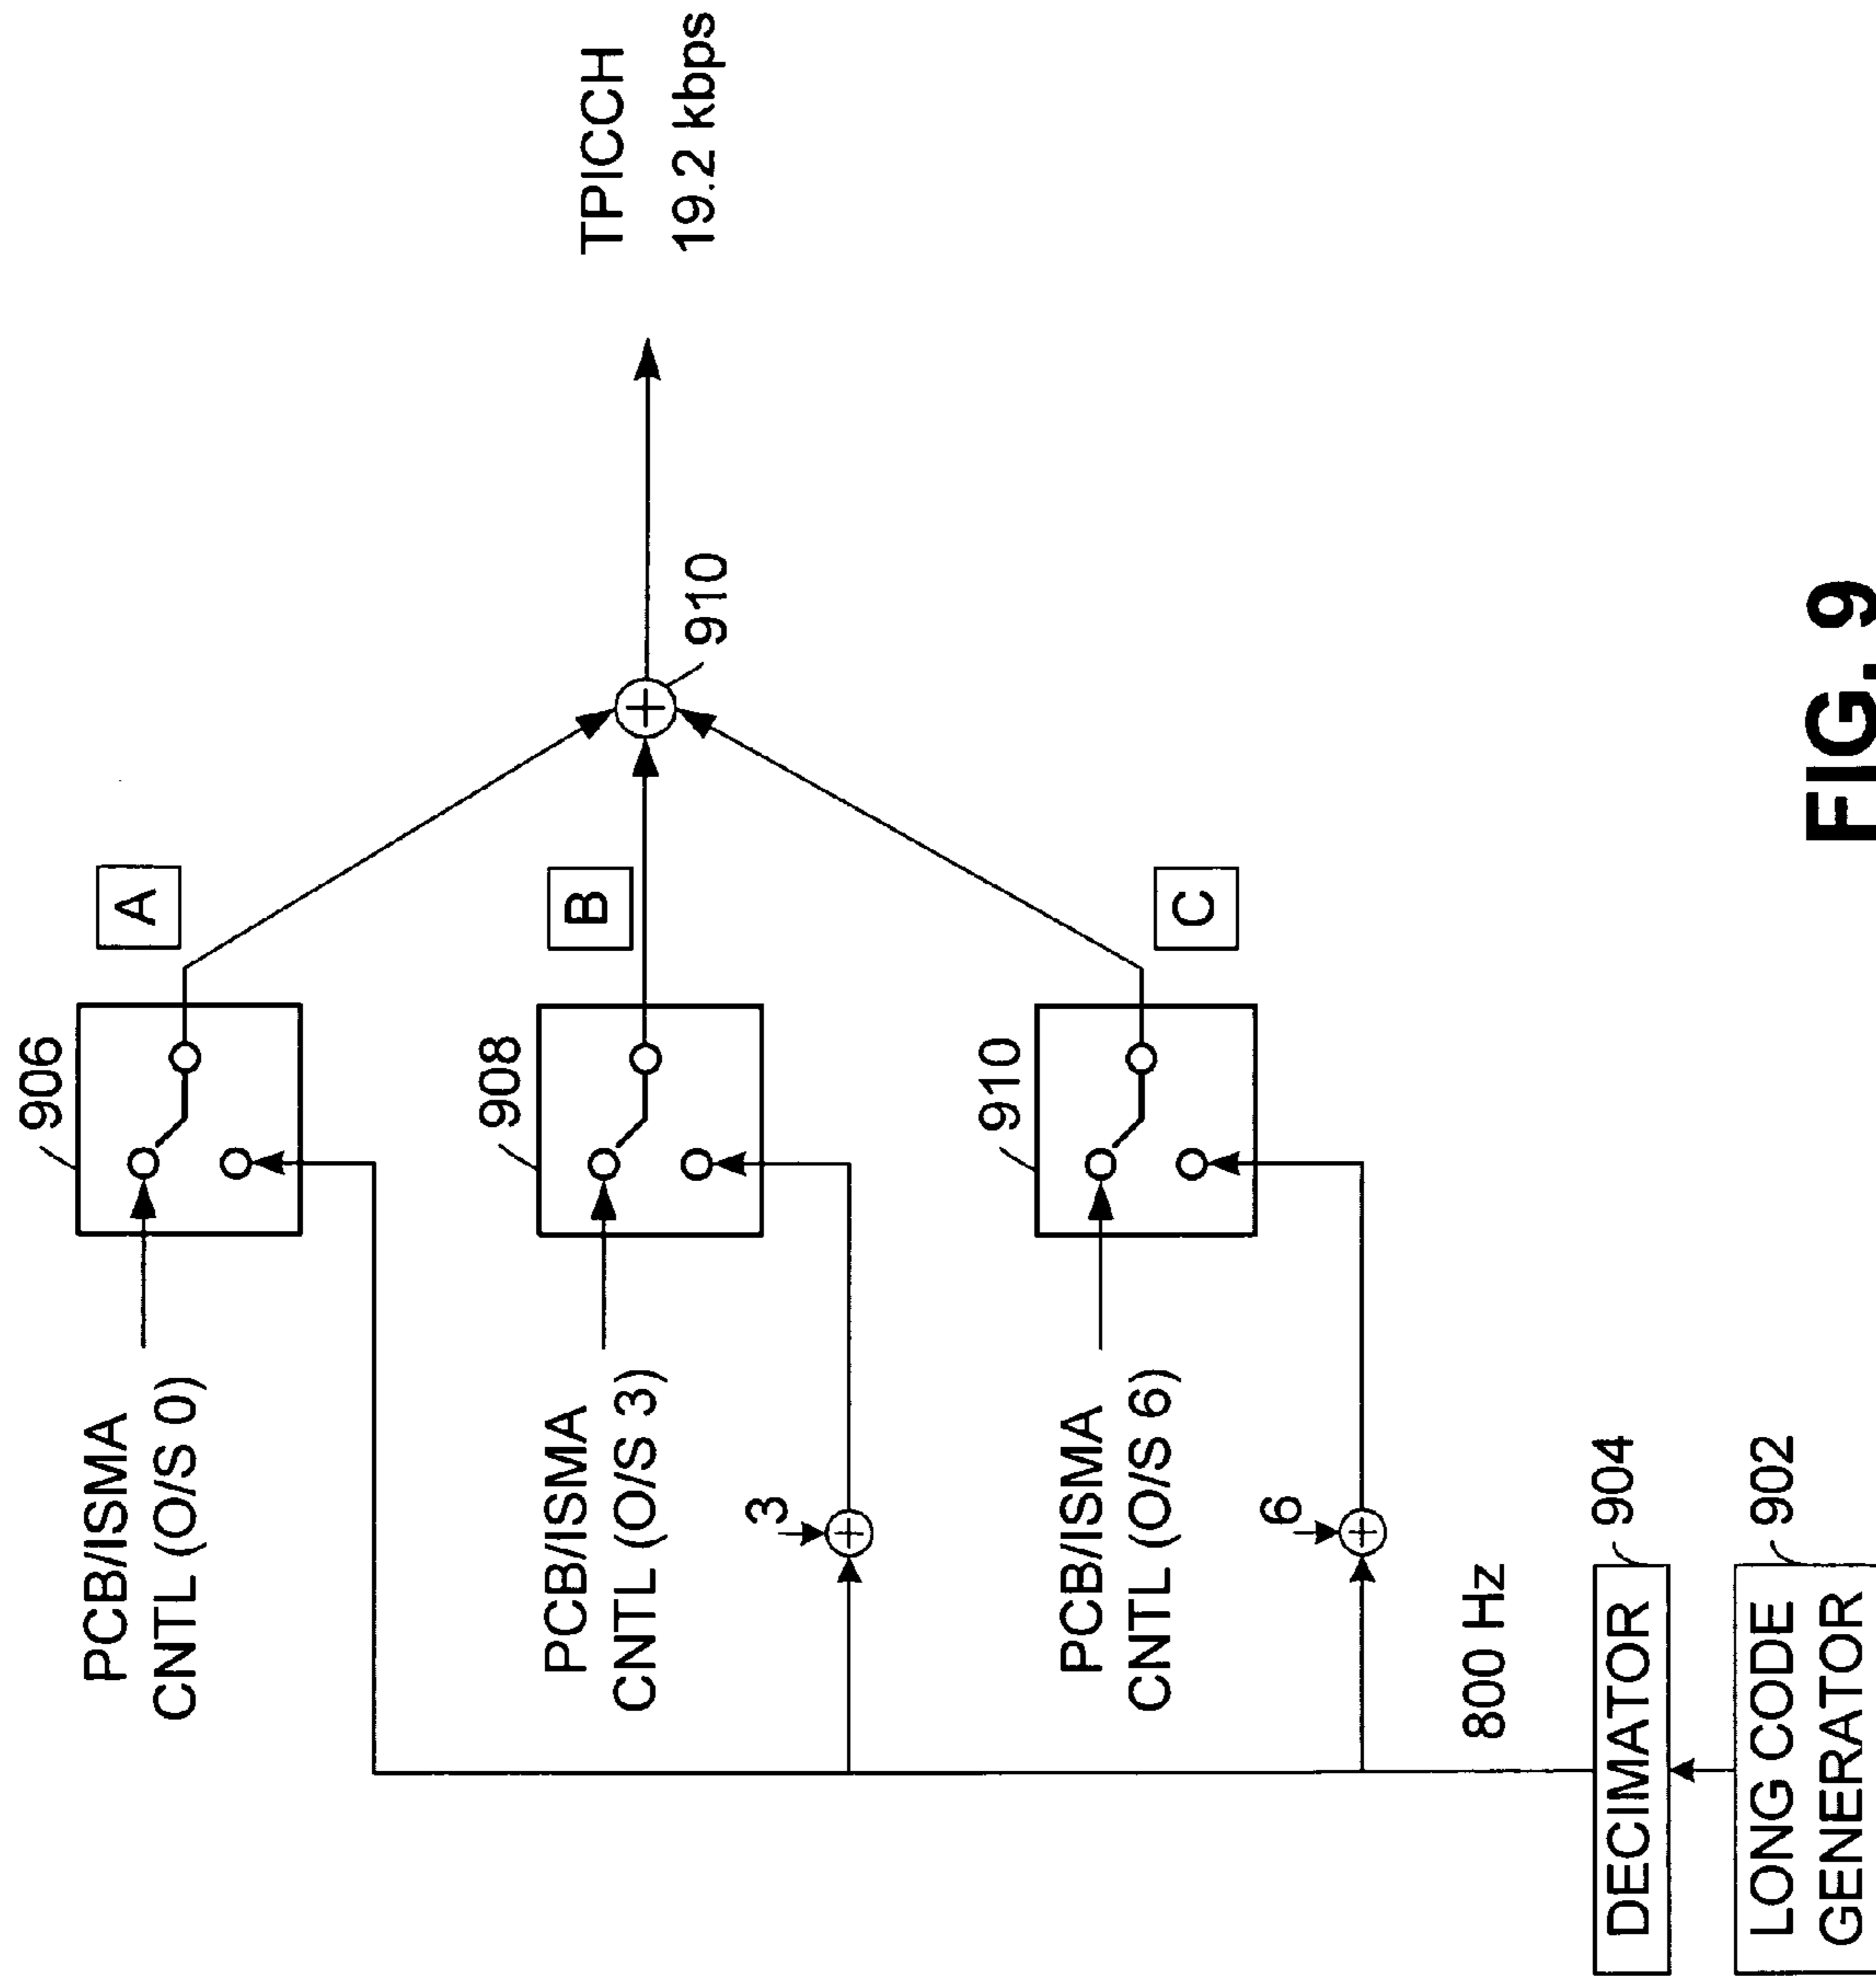 906
PCB/ISMA
CNTL (O/S 0)
A
908
PCB/ISMA
CNTL (O/S 3)
B
3
910
PCB/ISMA
CNTL (O/S 6)
C
6
910
TPICCH
19.2 kbps
800 Hz
DECIMATOR
904
LONG CODE
GENERATOR
902
FIG. 9